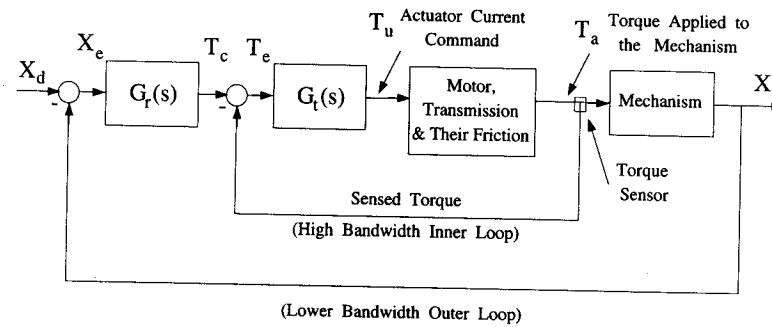 X_d
X_e
G_r(s)
T_c
T_e
G_t(s)
T_u
Actuator Current
Command
Motor,
Transmission
& Their Friction
T_a
Torque Applied to
the Mechanism
Mechanism
X
Torque
Sensor
Sensed Torque
(High Bandwidth Inner Loop)
(Lower Bandwidth Outer Loop)
-
-